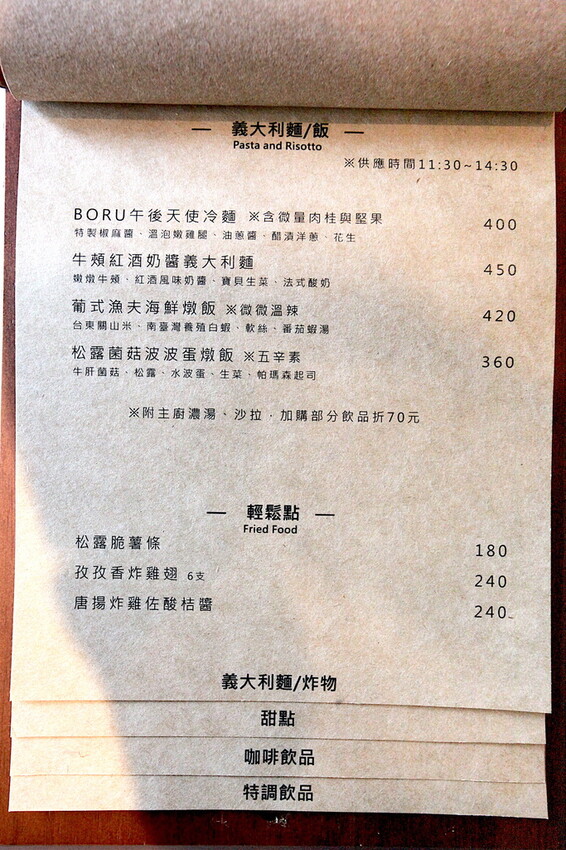 — 義大利麵/飯 —
Pasta and Risotto
※供應時間11:30~14:30
BORU午後天使冷麵 ※含微量肉桂與堅果 400
特製椒麻醬、溫泡嫩雞腿、油蔥醬、醋漬洋蔥、花生
牛頰紅酒奶醬義大利麵 450
嫩燉牛頰、紅酒風味奶醬、寶貝生菜、法式酸奶
葡式漁夫海鮮燉飯 ※微微溫辣 420
台東關山米、南臺灣養殖白蝦、軟絲、番茄蝦湯
松露菌菇波波蛋燉飯 ※五辛素 360
牛肝菌菇、松露、水波蛋、生菜、帕瑪森起司
※附主廚濃湯、沙拉．加購部分飲品折70元
— 輕鬆點 —
Fried Food
松露脆薯條 180
孜孜香炸雞翅 6支 240
唐揚炸雞佐酸桔醬 240
義大利麵/炸物
甜點
咖啡飲品
特調飲品